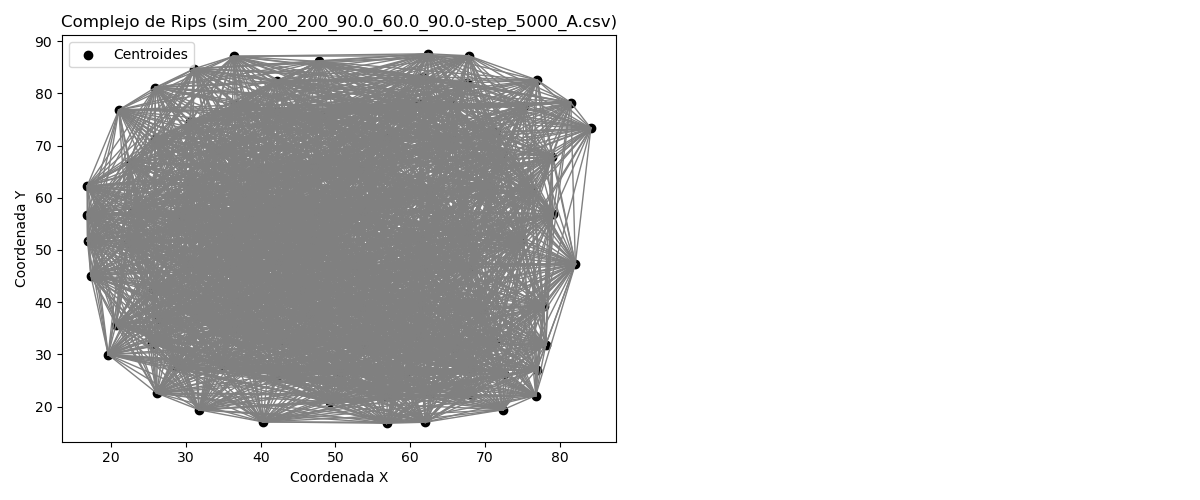 Complejo de Rips (sim_200_200_90.0_60.0_90.0-step_5000_A.csv)
Centroides
Coordenada Y
90
80
70
60
50
40
30
20
20 30 40 50 60 70 80
Coordenada X